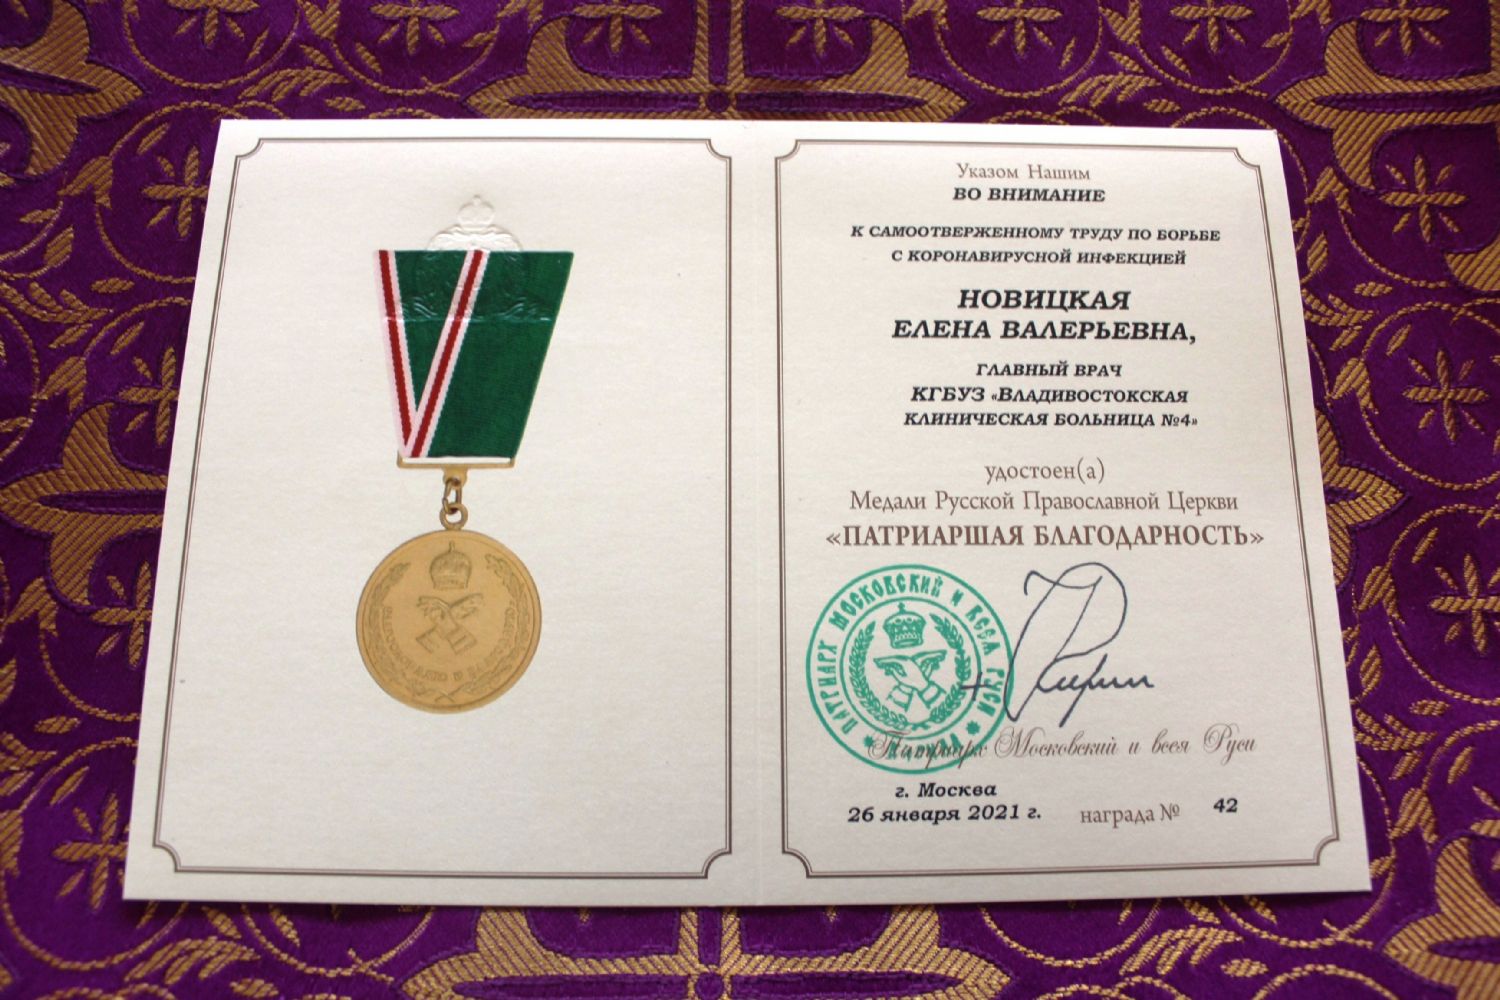 Указом Нашим
ВО ВНИМАНИЕ
К САМООТВЕРЖЕННОМУ ТРУДУ ПО БОРЬБЕ
С КОРОНАВИРУСНОЙ ИНФЕКЦИЕЙ
НОВИЦКАЯ
ЕЛЕНА ВАЛЕРЬЕВНА,
ГЛАВНЫЙ ВРАЧ
КГБУЗ «ВЛАДИВОСТОКСКАЯ
КЛИНИЧЕСКАЯ БОЛЬНИЦА №4»
удостоен(а)
Медали Русской Православной Церкви
«ПАТРИАРШАЯ БЛАГОДАРНОСТЬ»
ПАТРИАРХ МОСКОВСКИЙ И ВСЕЯ РУСИ
Патриарх Московский и всея Руси
г. Москва
26 января 2021 г. награда № 42